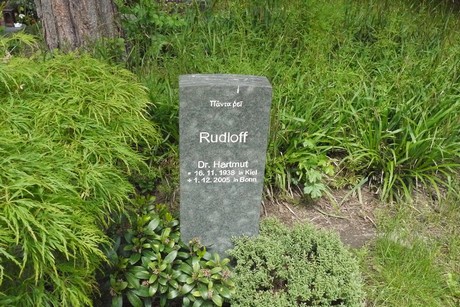 Πάντα ῥεῖ
Rudloff
Dr. Hartmut
* 16. 11. 1938 in Kiel
+ 1. 12. 2005 in Bonn